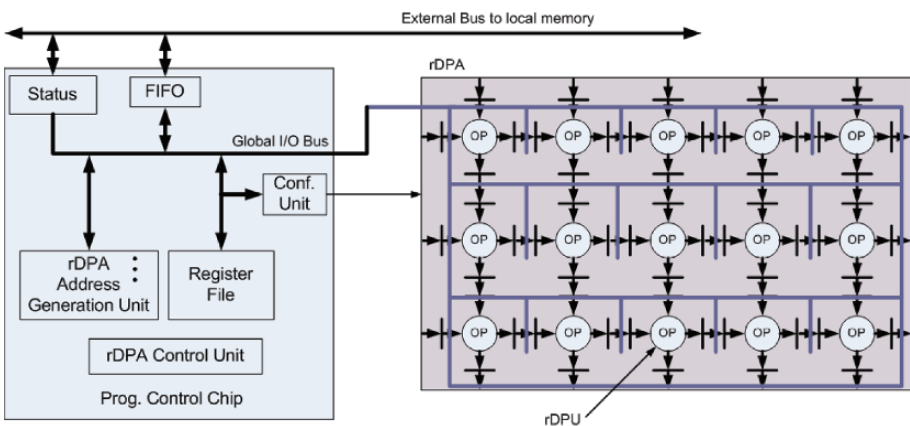 External Bus to local memory
rDPA
Status
FIFO
Global I/O Bus
Conf.
Unit
rDPA
Address
Generation Unit
Register
File
rDPA Control Unit
Prog. Control Chip
OP OP OP OP OP
OP OP OP OP OP
OP OP OP OP OP
rDPU